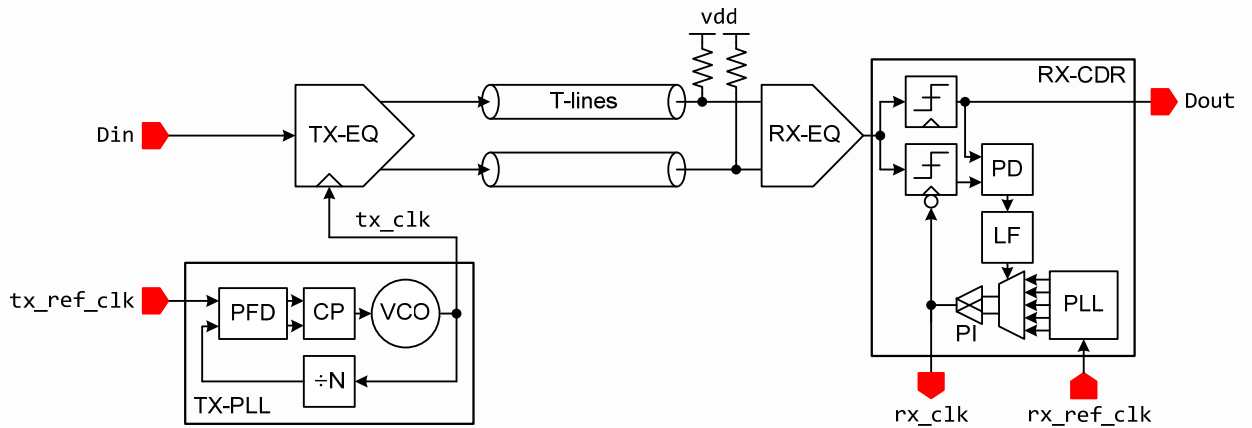 vdd
RX-CDR
T-lines
Din
TX-EQ
RX-EQ
Dout
PD
tx_clk
LF
tx_ref_clk
PFD
CP
VCO
PLL
PI
÷N
TX-PLL
rx_clk
rx_ref_clk